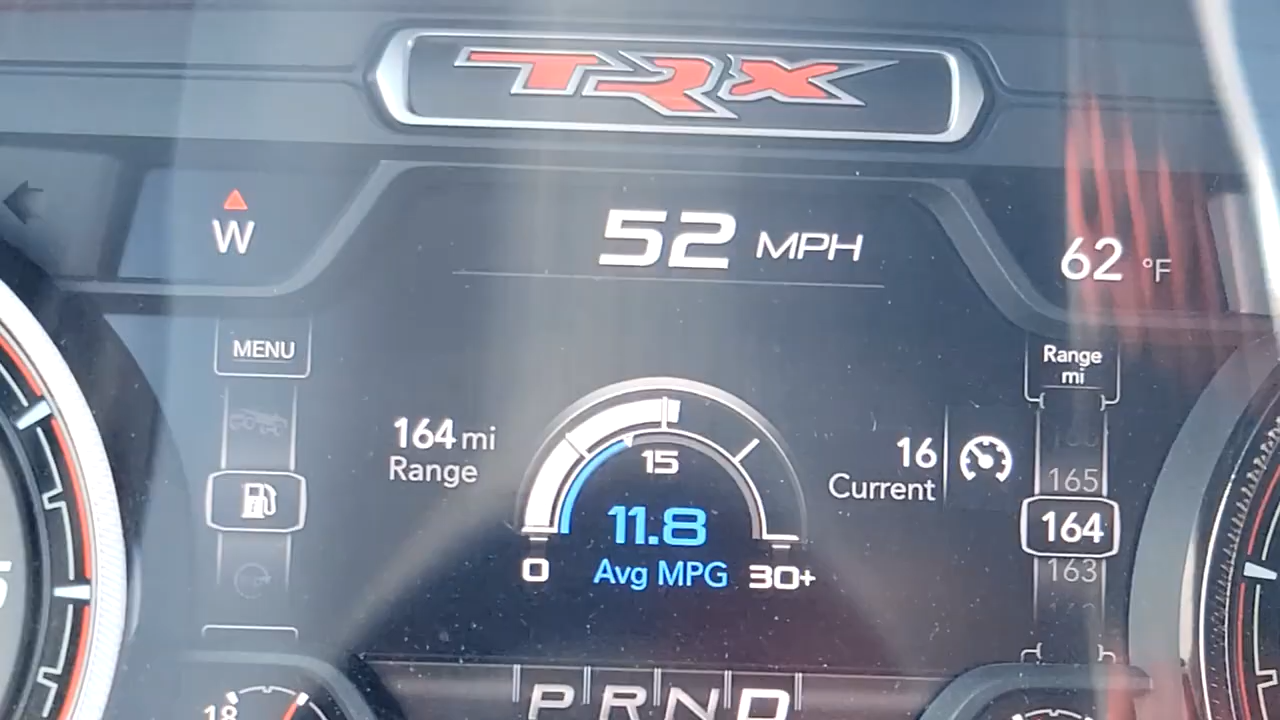 TRX
W
52 MPH
62 °F
MENU
Range
mi
164 mi
Range
15
16
Current
165
164
163
11.8
Avg MPG
0
30+
P R N D
18